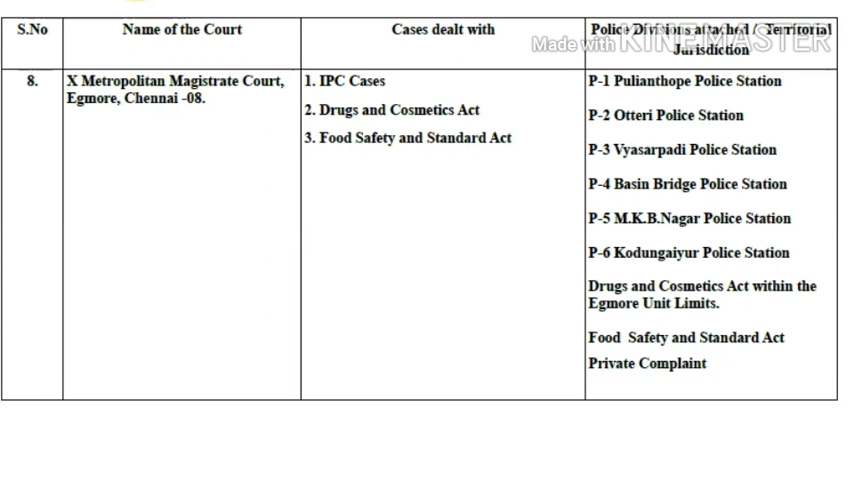 S.No
Name of the Court
Cases dealt with
Police Divisions attached / Territorial
Jurisdiction
Made with KINEMASTER
8.
X Metropolitan Magistrate Court,
Egmore, Chennai -08.
1. IPC Cases
2. Drugs and Cosmetics Act
3. Food Safety and Standard Act
P-1 Pulianthope Police Station
P-2 Otteri Police Station
P-3 Vyasarpadi Police Station
P-4 Basin Bridge Police Station
P-5 M.K.B.Nagar Police Station
P-6 Kodungaiyur Police Station
Drugs and Cosmetics Act within the
Egmore Unit Limits.
Food Safety and Standard Act
Private Complaint